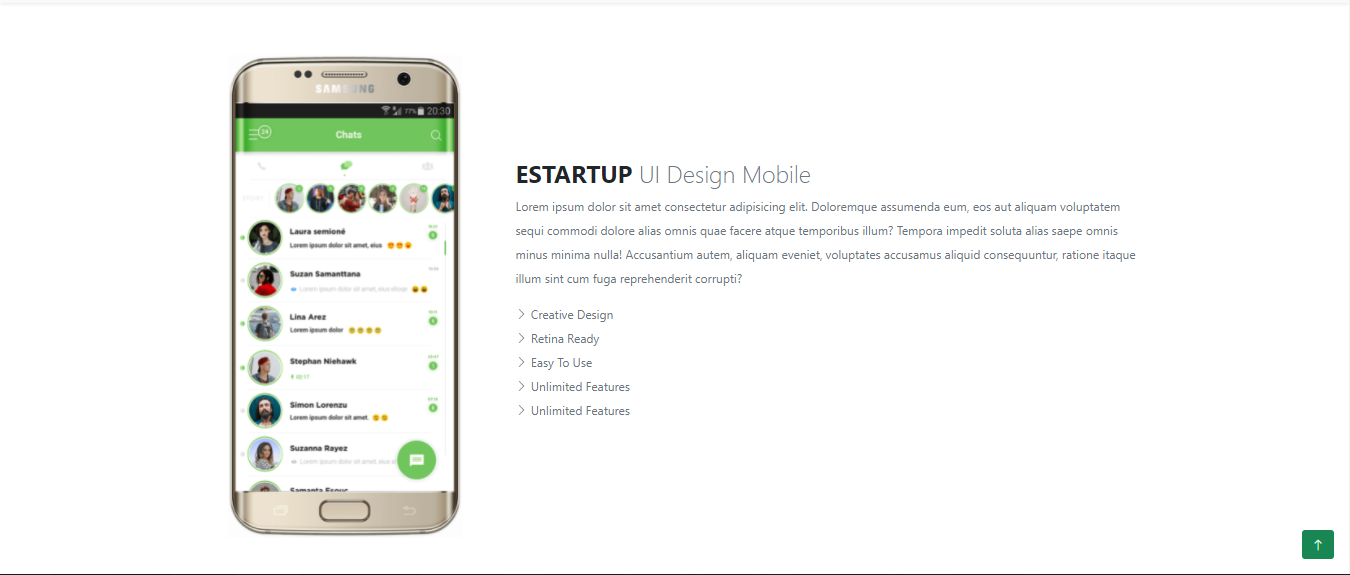 SAMSUNG
77% 20:30
24
Chats
Laura semioné
Lorem ipsum dolor sit amet, eius
Suzan Samanttana
Lorem ipsum dolor sit amet, eius
Lina Arez
Lorem ipsum dolor
Stephan Niehawk
Simon Lorenzu
Lorem ipsum dolor sit amet.
Suzanna Rayez
Lorem ipsum dolor sit amet, eius
ESTARTUP UI Design Mobile
Lorem ipsum dolor sit amet consectetur adipisicing elit. Doloremque assumenda eum, eos aut aliquam voluptatem
sequi commodi dolore alias omnis quae facere atque temporibus illum? Tempora impedit soluta alias saepe omnis
minus minima nulla! Accusantium autem, aliquam eveniet, voluptates accusamus aliquid consequuntur, ratione itaque
illum sint cum fuga reprehenderit corrupti?
Creative Design
Retina Ready
Easy To Use
Unlimited Features
Unlimited Features